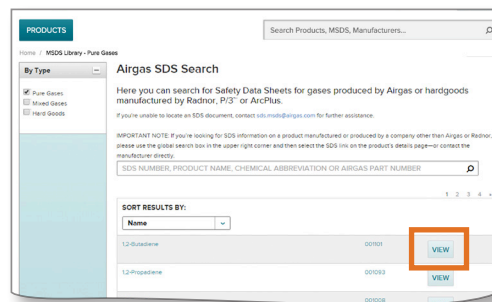 PRODUCTS
Search Products, MSDS, Manufacturers...
Home / MSDS Library - Pure Gases
By Type
Pure Gases
Mixed Gases
Hard Goods
Airgas SDS Search
Here you can search for Safety Data Sheets for gases produced by Airgas or hardgoods
manufactured by Radnor, P/3™ or ArcPlus.
If you're unable to locate an SDS document, contact sds.msds@airgas.com for further assistance.
IMPORTANT NOTE: If you're looking for SDS information on a product manufactured or produced by a company other than Airgas or Radnor,
please use the global search box in the upper right corner and then select the SDS link on the product's details page—or contact the
manufacturer directly.
SDS NUMBER, PRODUCT NAME, CHEMICAL ABBREVIATION OR AIRGAS PART NUMBER
1 2 3 4
SORT RESULTS BY:
Name
1,2-Butadiene 001101 VIEW
1,2-Propadiene 001093 VIEW